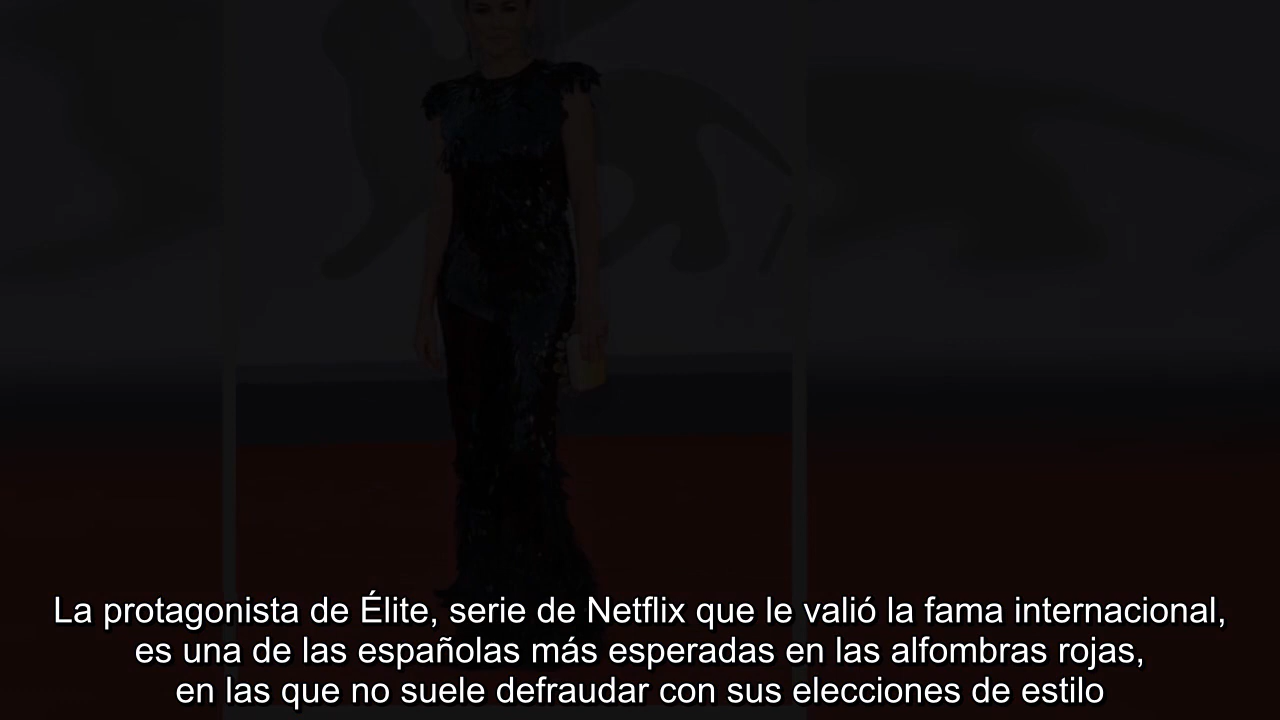 La protagonista de Élite, serie de Netflix que le valió la fama internacional,
es una de las españolas más esperadas en las alfombras rojas,
en las que no suele defraudar con sus elecciones de estilo